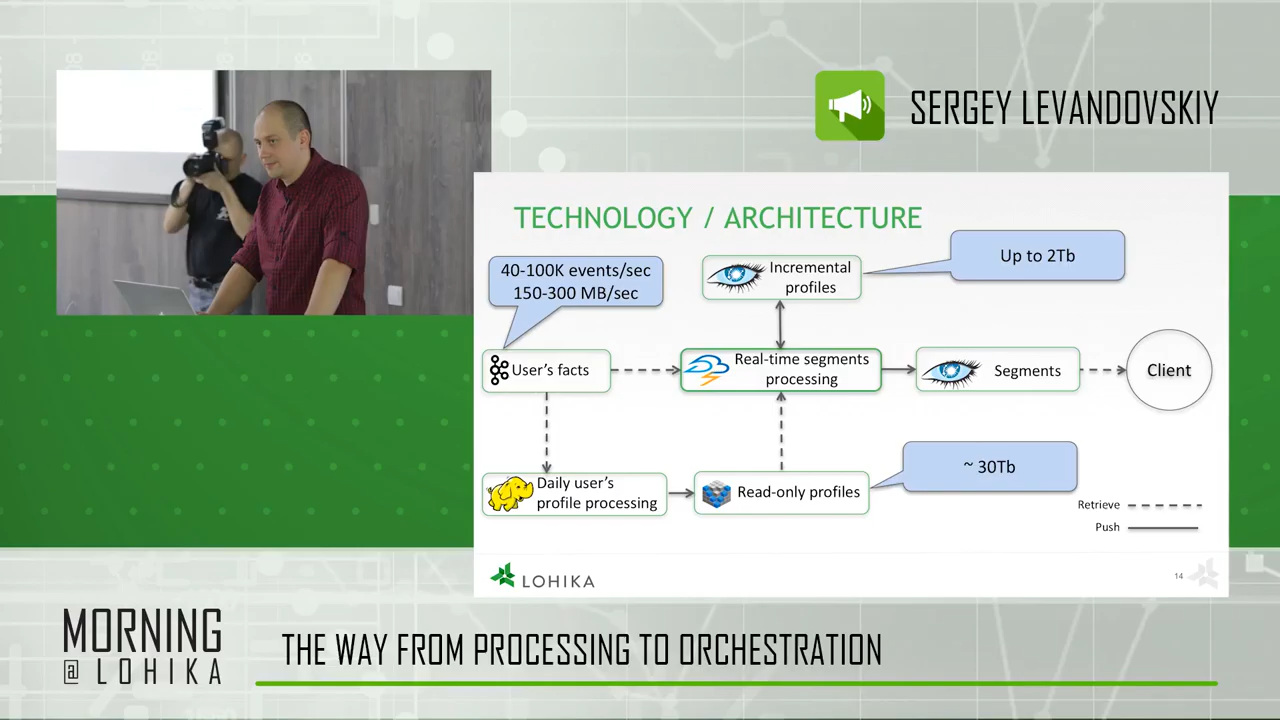 SERGEY LEVANDOVSKIY
TECHNOLOGY / ARCHITECTURE
40-100K events/sec
150-300 MB/sec
Incremental
profiles
Up to 2Tb
User's facts
Real-time segments
processing
Segments
Client
Daily user's
profile processing
Read-only profiles
~ 30Tb
Retrieve
Push
LOHIKA
14
MORNING
@ LOHIKA
THE WAY FROM PROCESSING TO ORCHESTRATION